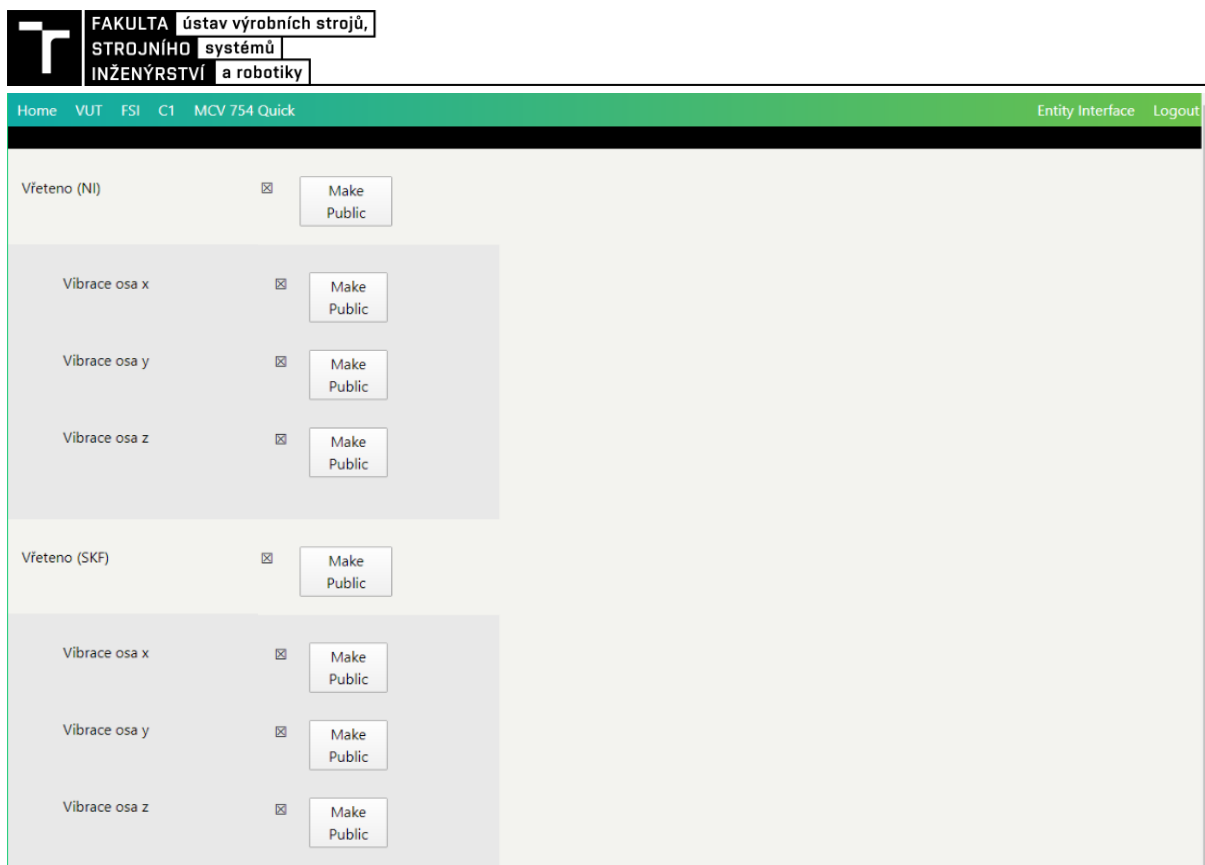 FAKULTA ústav výrobních strojů,
STROJNÍHO systémů
INŽENÝRSTVÍ a robotiky
Home VUT FSI C1 MCV 754 Quick Entity Interface Logout
Vřeteno (NI) ☒ Make
Public
Vibrace osa x ☒ Make
Public
Vibrace osa y ☒ Make
Public
Vibrace osa z ☒ Make
Public
Vřeteno (SKF) ☒ Make
Public
Vibrace osa x ☒ Make
Public
Vibrace osa y ☒ Make
Public
Vibrace osa z ☒ Make
Public